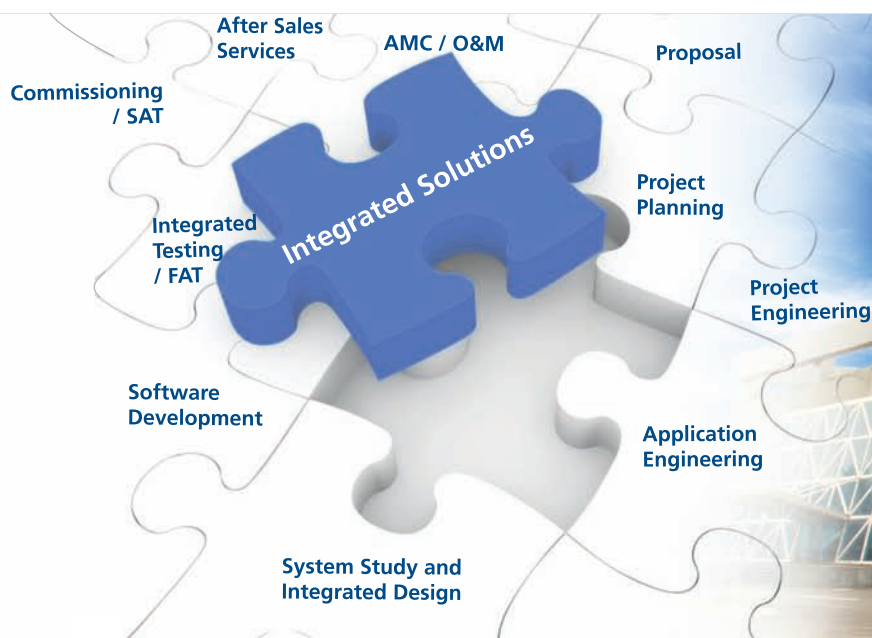 After Sales
Services
AMC / O&M
Proposal
Commissioning
/ SAT
Integrated Solutions
Project
Planning
Integrated
Testing
/ FAT
Project
Engineering
Software
Development
Application
Engineering
System Study and
Integrated Design